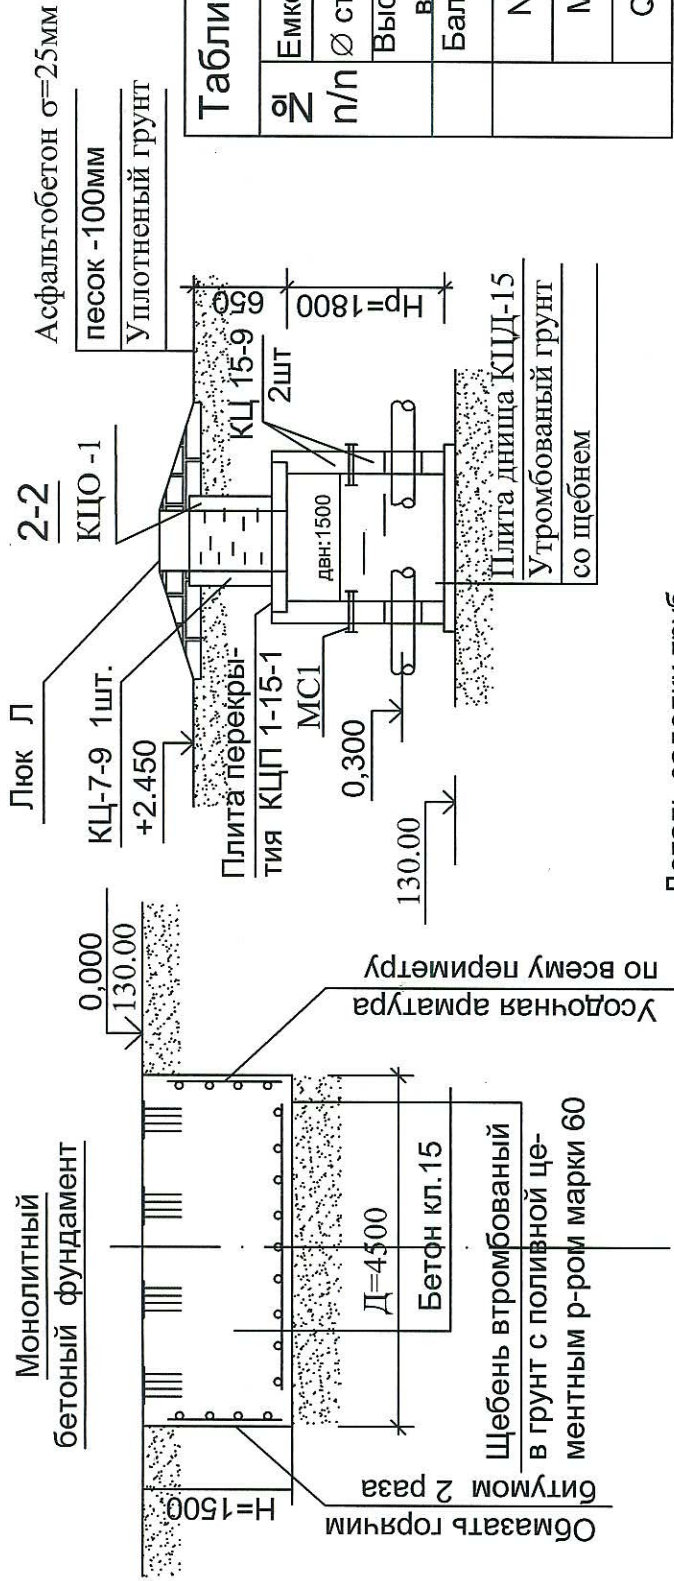 Монолитный
бетоный фундамент
0,000
130.00
H=1500
Д=4500
Бетон кл.15
Щебень втромбованый
в грунт с поливной це-
ментным р-ром марки 60
Обмазать горячим
битумом 2 раза
Усодочная арматура
по всему периметру
2-2
Люк Л
КЦО-1
КЦ-7-9 1шт.
+2.450
Плита перекры-
тия КЦП 1-15-1
МС1
0,300
130.00
двн:1500
КЦ 15-9
2шт
650
Нр=1800
Плита днища КЦД-15
Утромбованый грунт
со щебнем
Асфальтобетон σ=25мм
песок -100мм
Уплотненый грунт
Табли
№ Емк
п/п Ø ст
Выс
в
Бал
N
M
Q